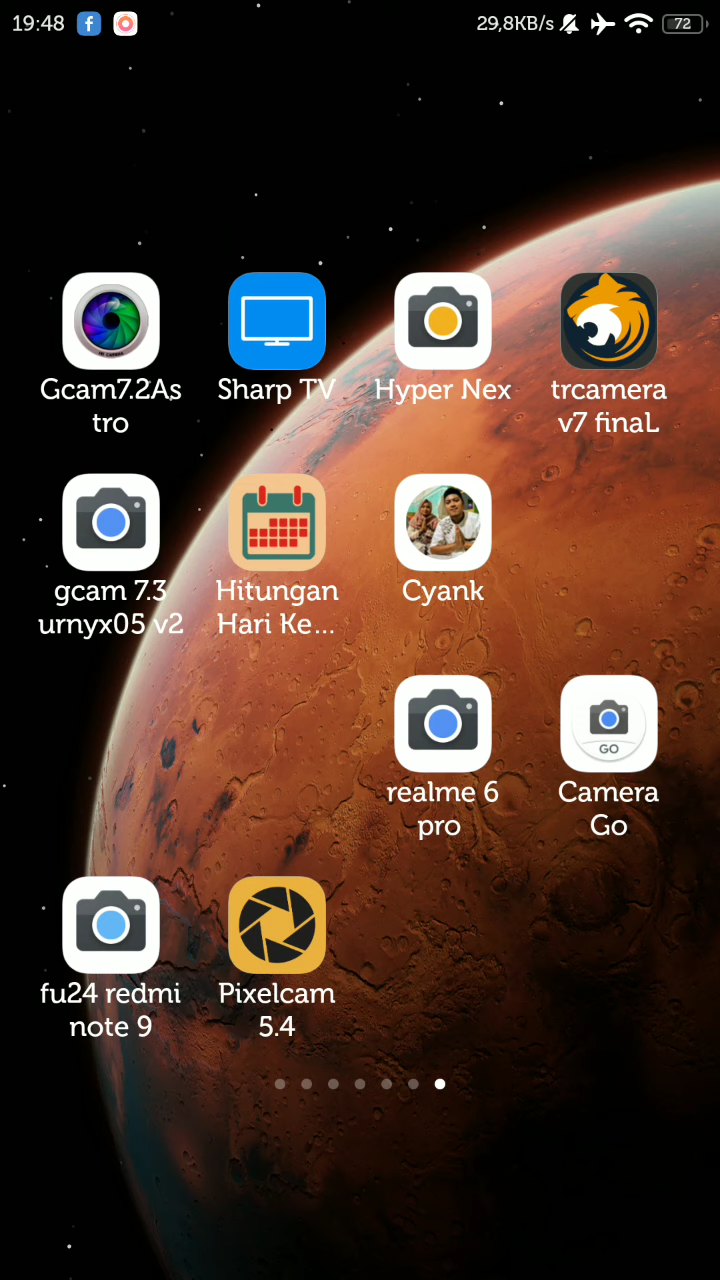 19:48
29,8KB/s
72
Gcam7.2As
tro
Sharp TV
Hyper Nex
trcamera
v7 finaL
gcam 7.3
urnyx05 v2
Hitungan
Hari Ke...
Cyank
realme 6
pro
GO
Camera
Go
fu24 redmi
note 9
Pixelcam
5.4